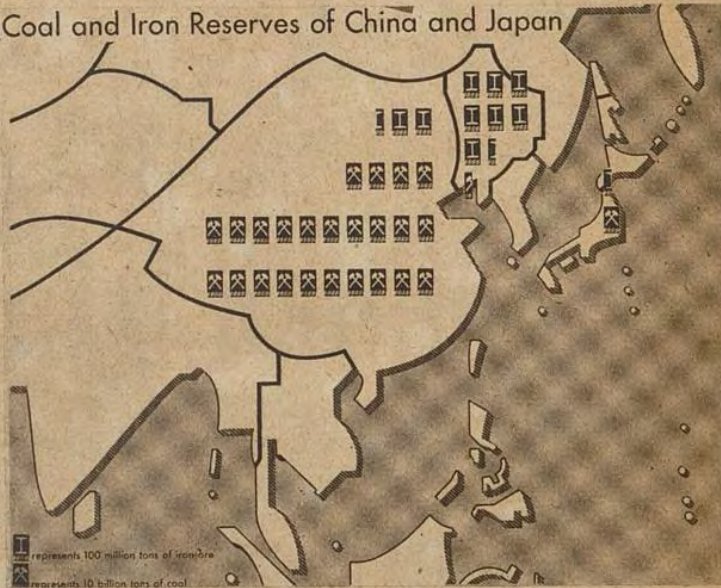 Coal and Iron Reserves of China and Japan
represents 100 million tons of iron ore
represents 10 billion tons of coal